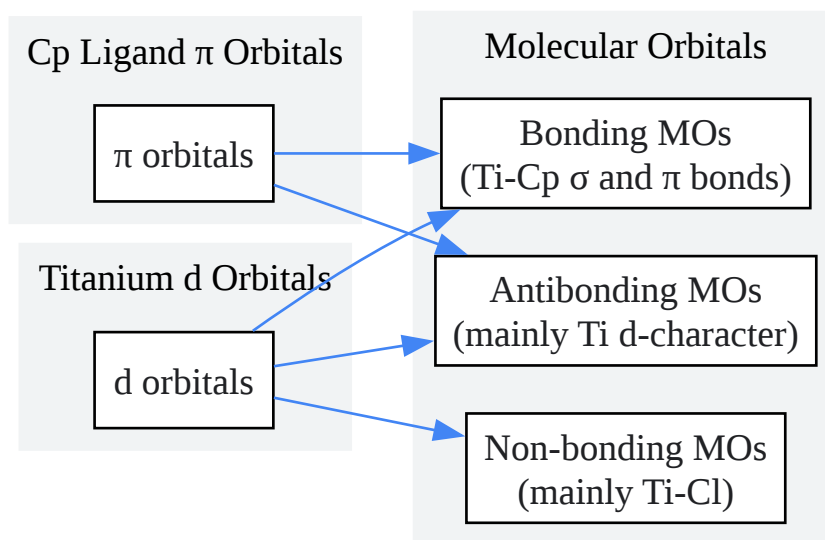 Cp Ligand π Orbitals
π orbitals
Titanium d Orbitals
d orbitals
Molecular Orbitals
Bonding MOs
(Ti-Cp σ and π bonds)
Antibonding MOs
(mainly Ti d-character)
Non-bonding MOs
(mainly Ti-Cl)